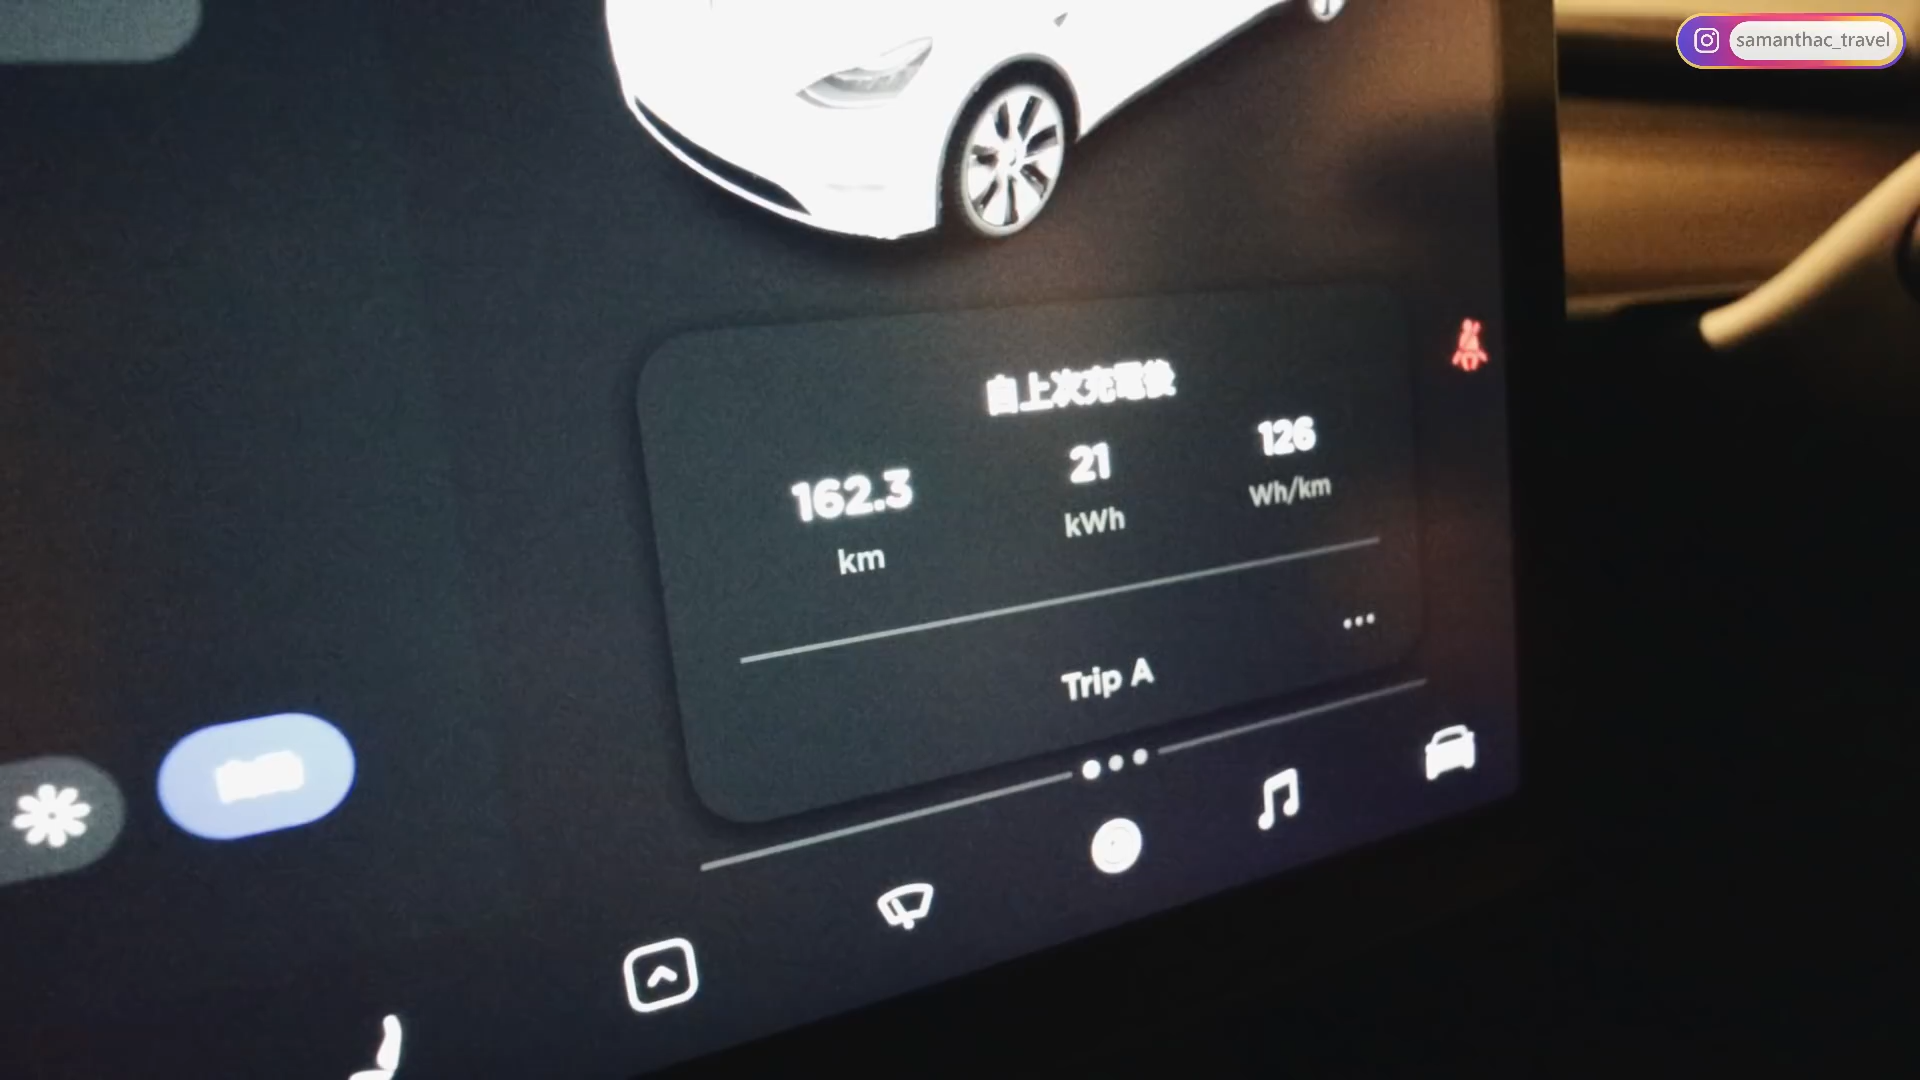 samanthac_travel
自上次充電後
162.3
km
21
kWh
126
Wh/km
Trip A